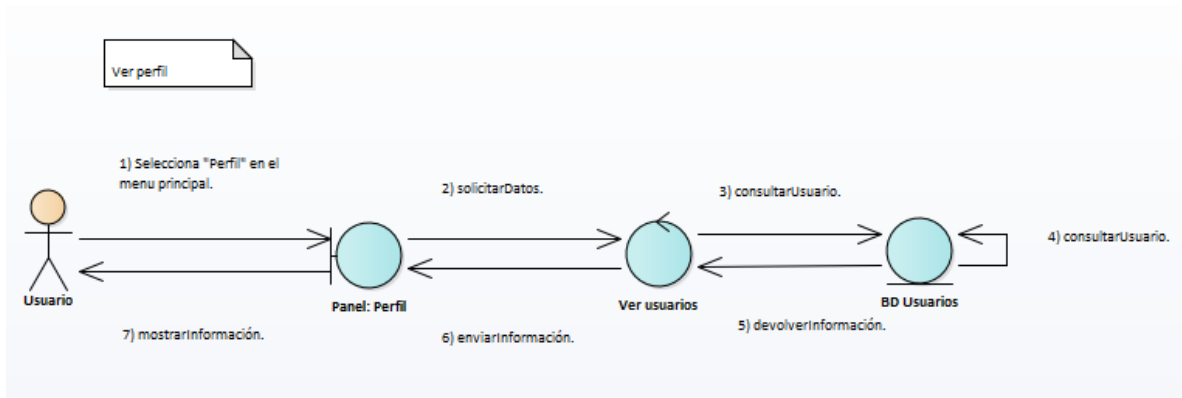 Ver perfil
1) Selecciona "Perfil" en el
menu principal.
2) solicitarDatos.
3) consultarUsuario.
4) consultarUsuario.
Usuario
Panel: Perfil
Ver usuarios
BD Usuarios
7) mostrarInformación.
6) enviarInformación.
5) devolverInformación.